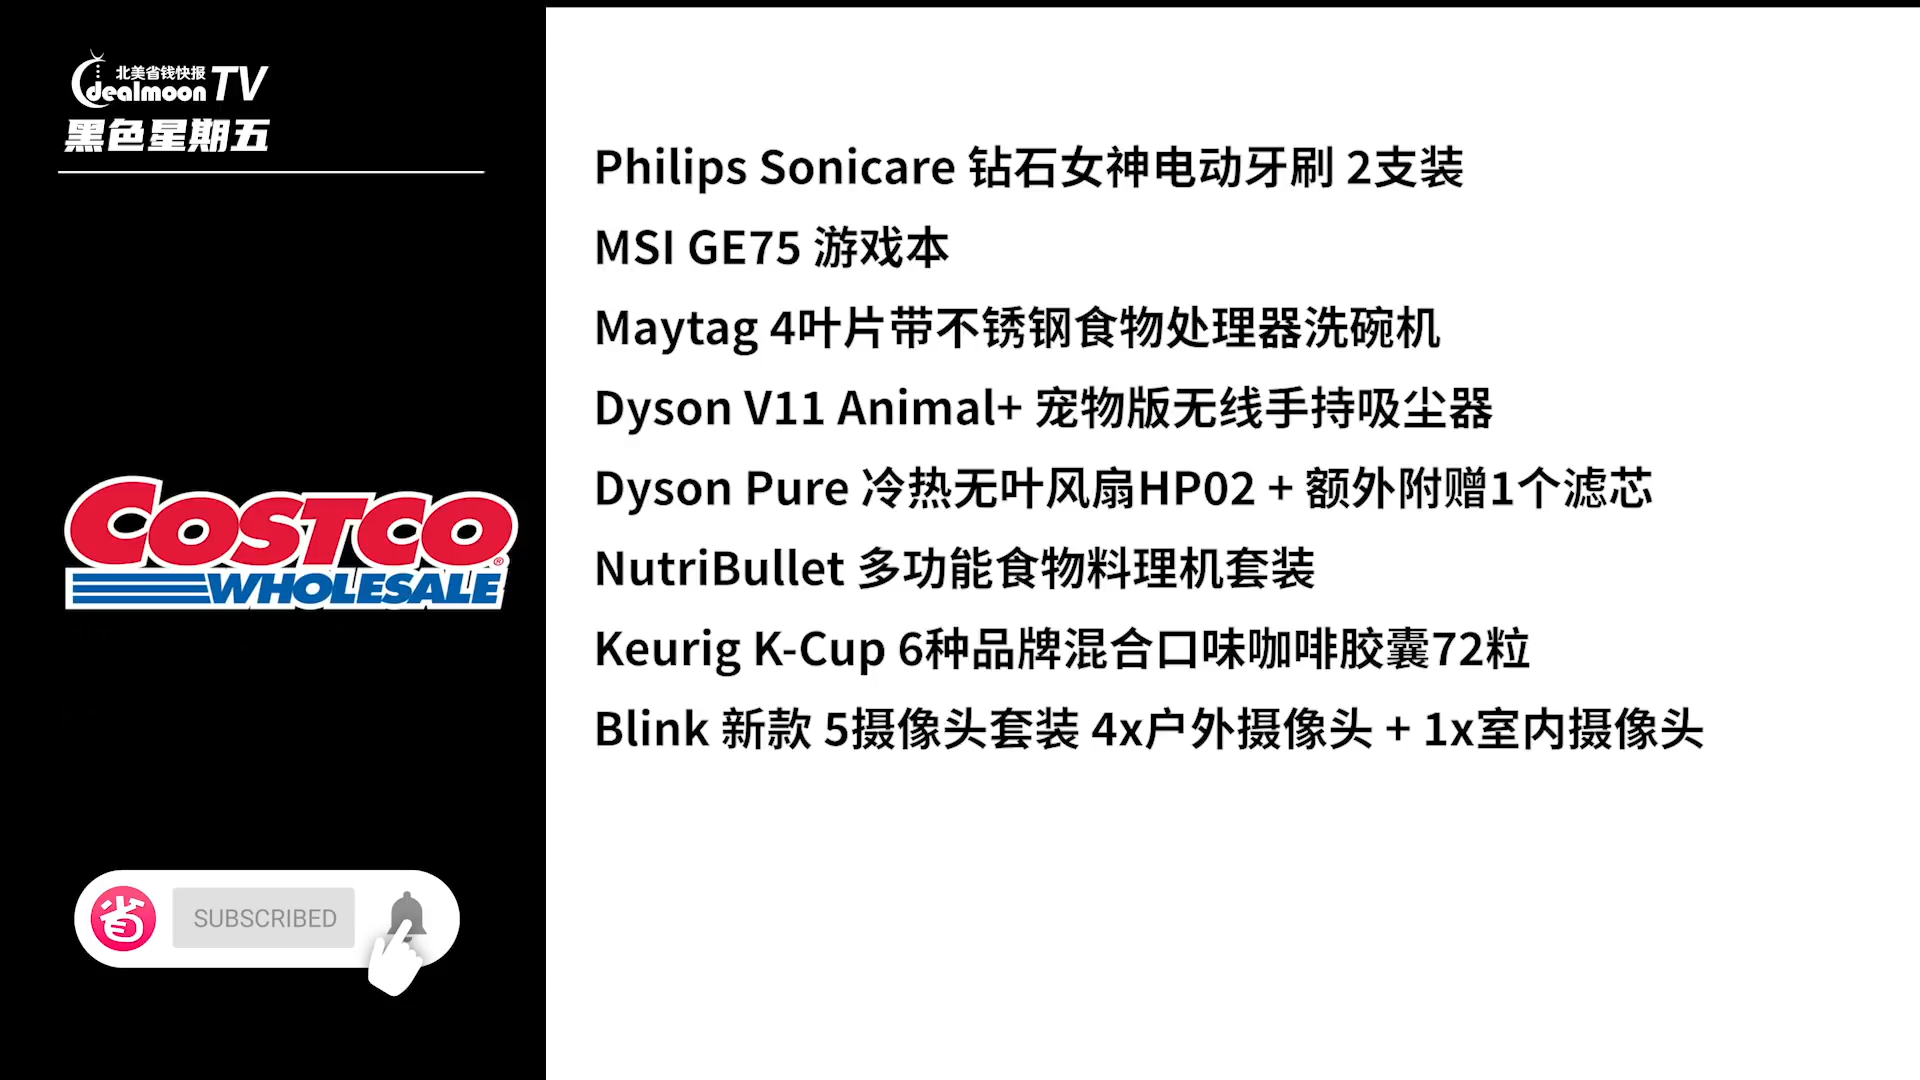 北美省钱快报
dealmoon TV
黑色星期五
COSTCO
WHOLESALE
省 SUBSCRIBED
Philips Sonicare 钻石女神电动牙刷 2支装
MSI GE75 游戏本
Maytag 4叶片带不锈钢食物处理器洗碗机
Dyson V11 Animal+ 宠物版无线手持吸尘器
Dyson Pure 冷热无叶风扇HP02 + 额外附赠1个滤芯
NutriBullet 多功能食物料理机套装
Keurig K-Cup 6种品牌混合口味咖啡胶囊72粒
Blink 新款 5摄像头套装 4x户外摄像头 + 1x室内摄像头